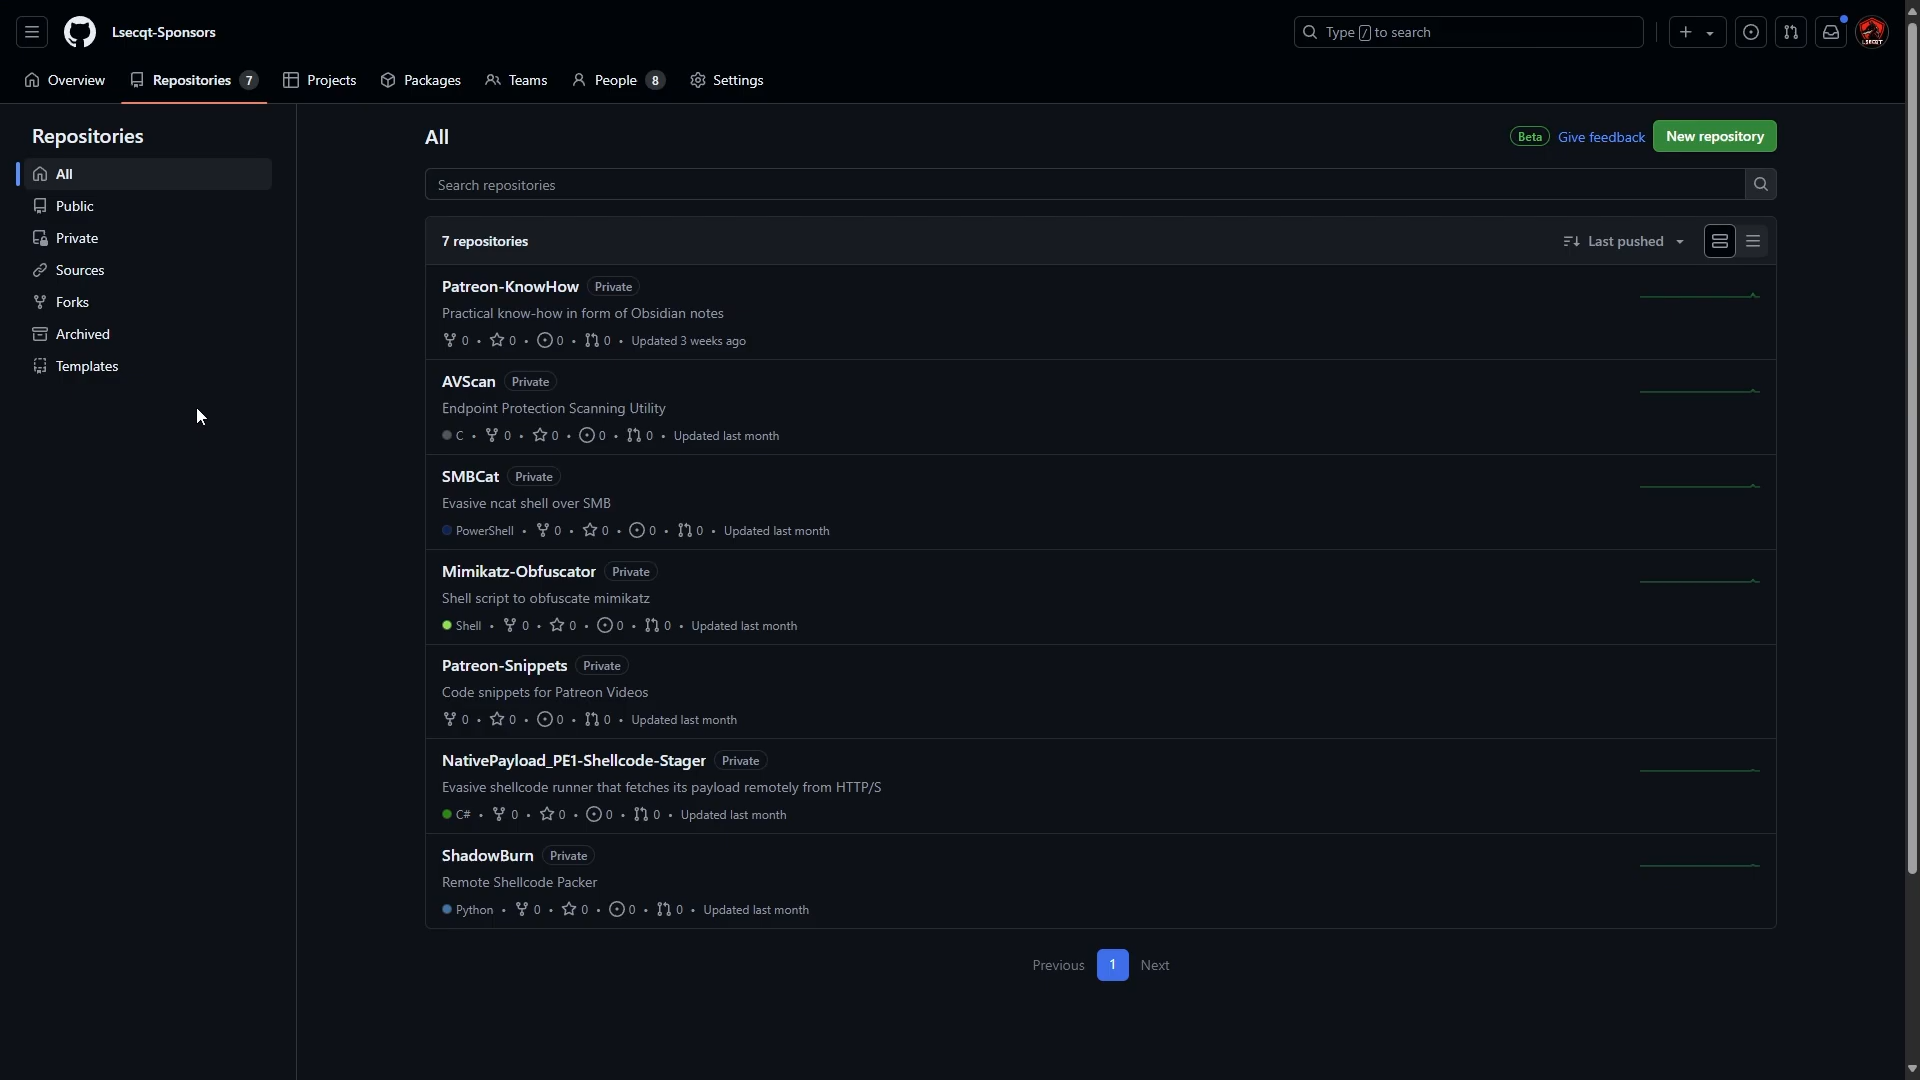 Lsecqt-Sponsors
Type / to search
LSECQT
Overview
Repositories 7
Projects
Packages
Teams
People 8
Settings
Repositories
All
Public
Private
Sources
Forks
Archived
Templates
All
Beta Give feedback New repository
Search repositories
7 repositories
Last pushed
Patreon-KnowHow Private
Practical know-how in form of Obsidian notes
0 • 0 • 0 • 0 • Updated 3 weeks ago
AVScan Private
Endpoint Protection Scanning Utility
C • 0 • 0 • 0 • 0 • Updated last month
SMBCat Private
Evasive ncat shell over SMB
PowerShell • 0 • 0 • 0 • 0 • Updated last month
Mimikatz-Obfuscator Private
Shell script to obfuscate mimikatz
Shell • 0 • 0 • 0 • 0 • Updated last month
Patreon-Snippets Private
Code snippets for Patreon Videos
0 • 0 • 0 • 0 • Updated last month
NativePayload_PE1-Shellcode-Stager Private
Evasive shellcode runner that fetches its payload remotely from HTTP/S
C# • 0 • 0 • 0 • 0 • Updated last month
ShadowBurn Private
Remote Shellcode Packer
Python • 0 • 0 • 0 • 0 • Updated last month
Previous 1 Next